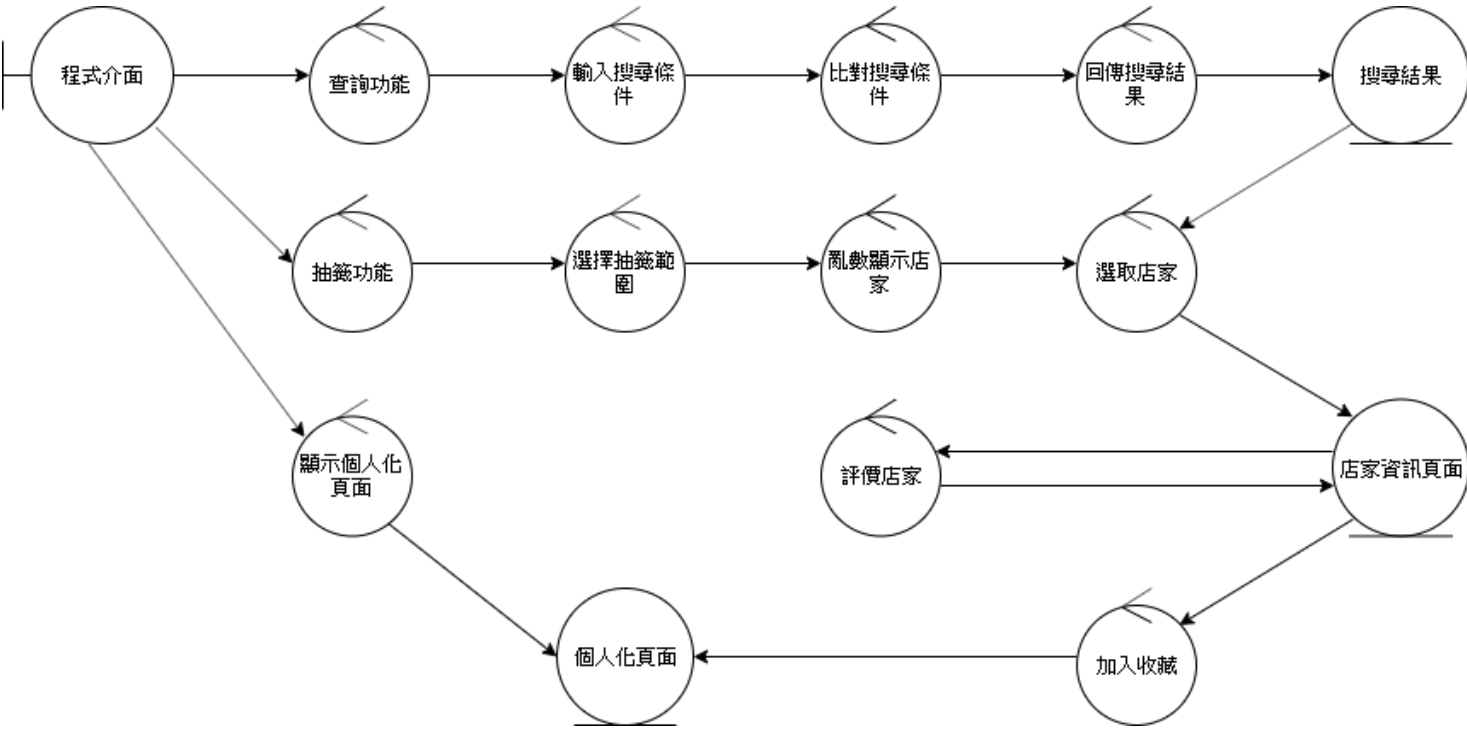 程式介面
查詢功能
輸入搜尋條
件
比對搜尋條
件
回傳搜尋結
果
搜尋結果
抽籤功能
選擇抽籤範
圍
亂數顯示店
家
選取店家
顯示個人化
頁面
評價店家
店家資訊頁面
個人化頁面
加入收藏